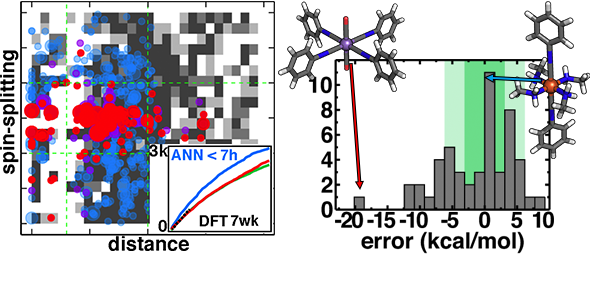 spin-splitting
3k
ANN < 7h
0
DFT 7wk
distance
10
8
6
4
2
0
-20 -15 -10 -5 0 5 10
error (kcal/mol)